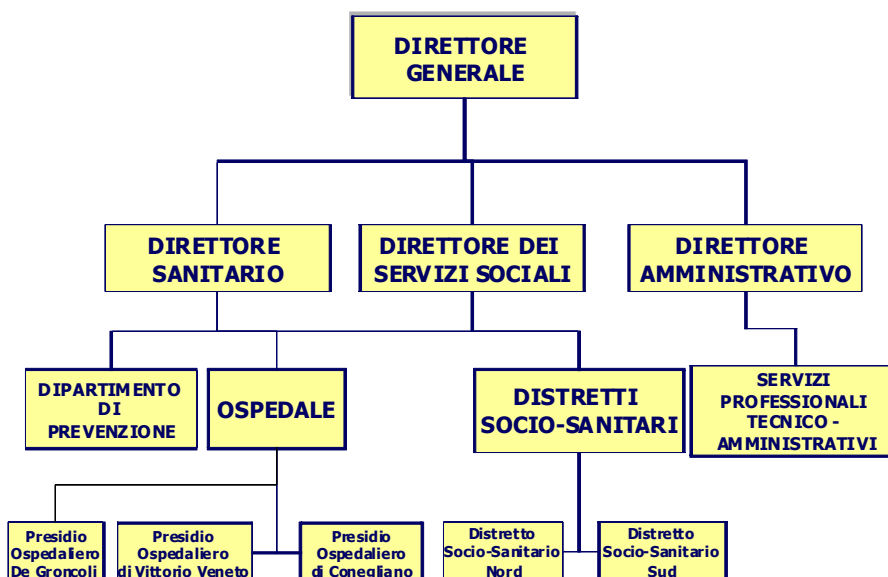 DIRETTORE
GENERALE
DIRETTORE
SANITARIO
DIRETTORE DEI
SERVIZI SOCIALI
DIRETTORE
AMMINISTRATIVO
DIPARTIMENTO
DI
PREVENZIONE
OSPEDALE
DISTRETTI
SOCIO-SANITARI
SERVIZI
PROFESSIONALI
TECNICO -
AMMINISTRATIVI
Presidio
Ospedaliero
De Groncoli
Presidio
Ospedaliero
di Vittorio Veneto
Presidio
Ospedaliero
di Conegliano
Distretto
Socio-Sanitario
Nord
Distretto
Socio-Sanitario
Sud